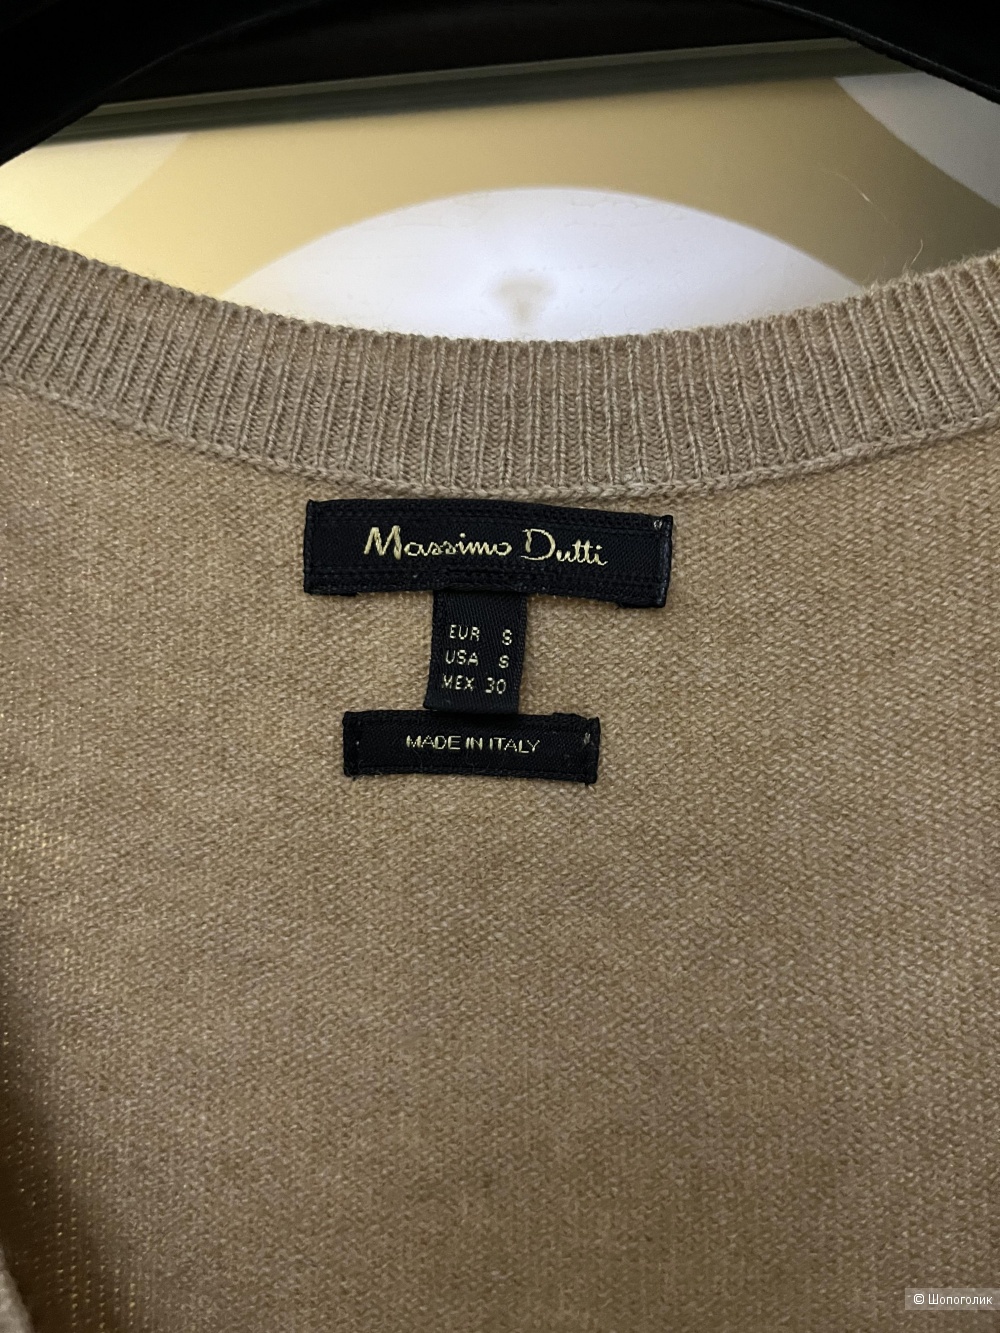 Massimo Dutti
EUR S
USA S
MEX 30
MADE IN ITALY
© Шопоголик